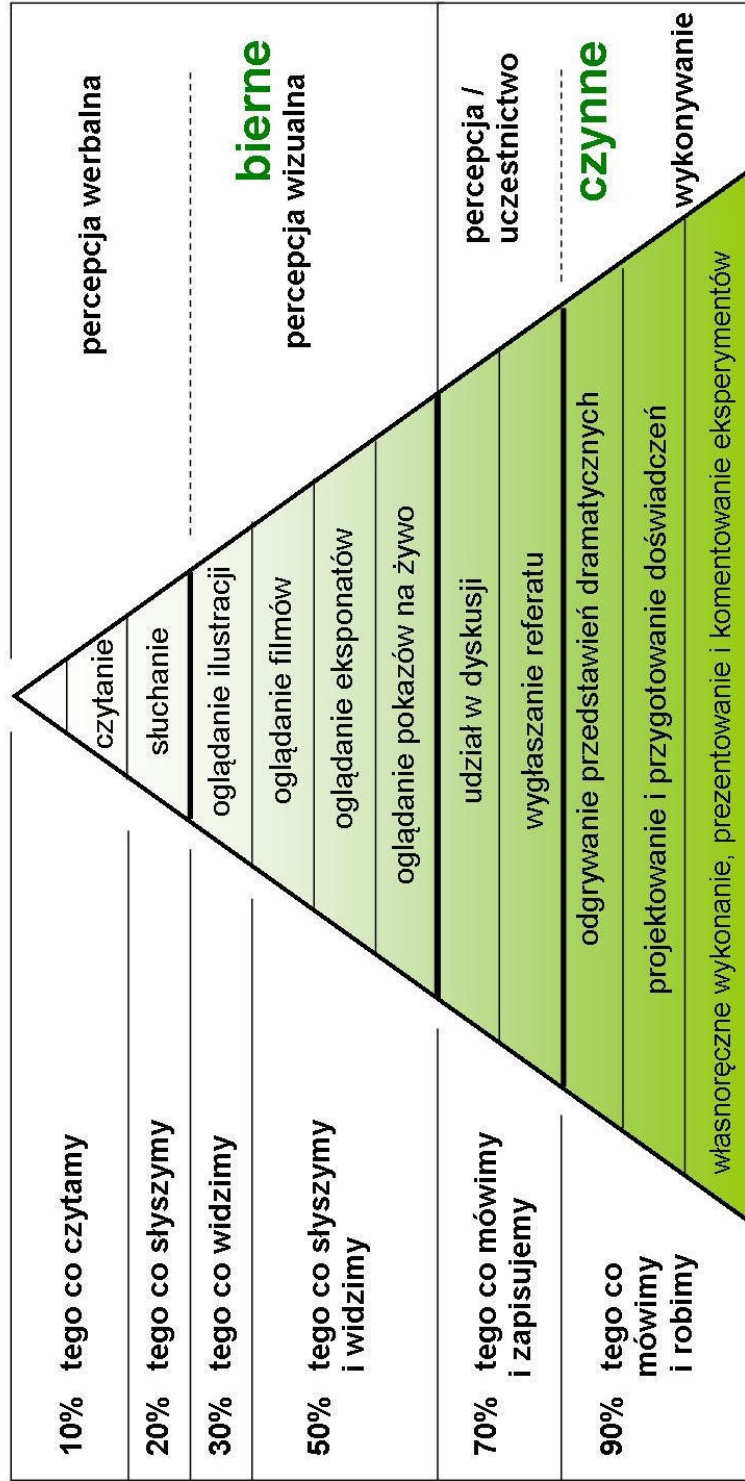 10% tego co czytamy
20% tego co słyszymy
30% tego co widzimy
50% tego co słyszymy
i widzimy
70% tego co mówimy
i zapisujemy
90% tego co
mówimy
i robimy
czytanie
słuchanie
oglądanie ilustracji
oglądanie filmów
oglądanie eksponatów
oglądanie pokazów na żywo
udział w dyskusji
wygłaszanie referatu
odgrywanie przedstawień dramatycznych
projektowanie i przygotowanie doświadczeń
własnoręczne wykonanie, prezentowanie i komentowanie eksperymentów
percepcja werbalna
bierne
percepcja wizualna
percepcja /
uczestnictwo
czynne
wykonywanie